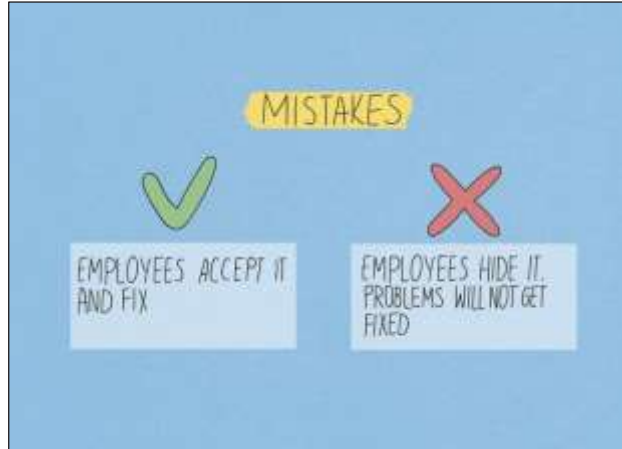 MISTAKES
EMPLOYEES ACCEPT IT
AND FIX
EMPLOYEES HIDE IT.
PROBLEMS WILL NOT GET
FIXED